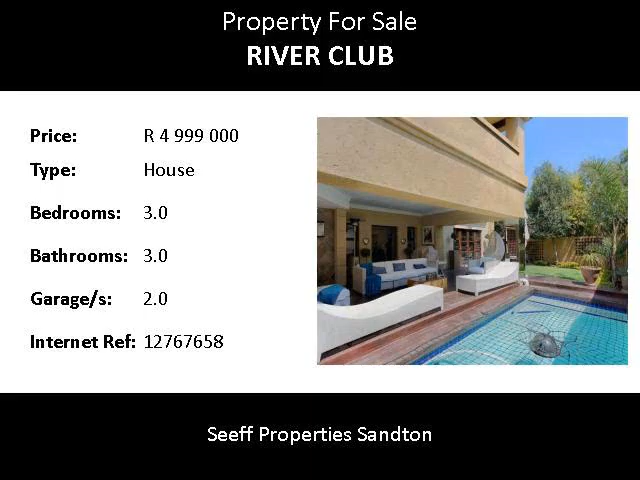 Property For Sale
RIVER CLUB
Price: R 4 999 000
Type: House
Bedrooms: 3.0
Bathrooms: 3.0
Garage/s: 2.0
Internet Ref: 12767658
Seeff Properties Sandton